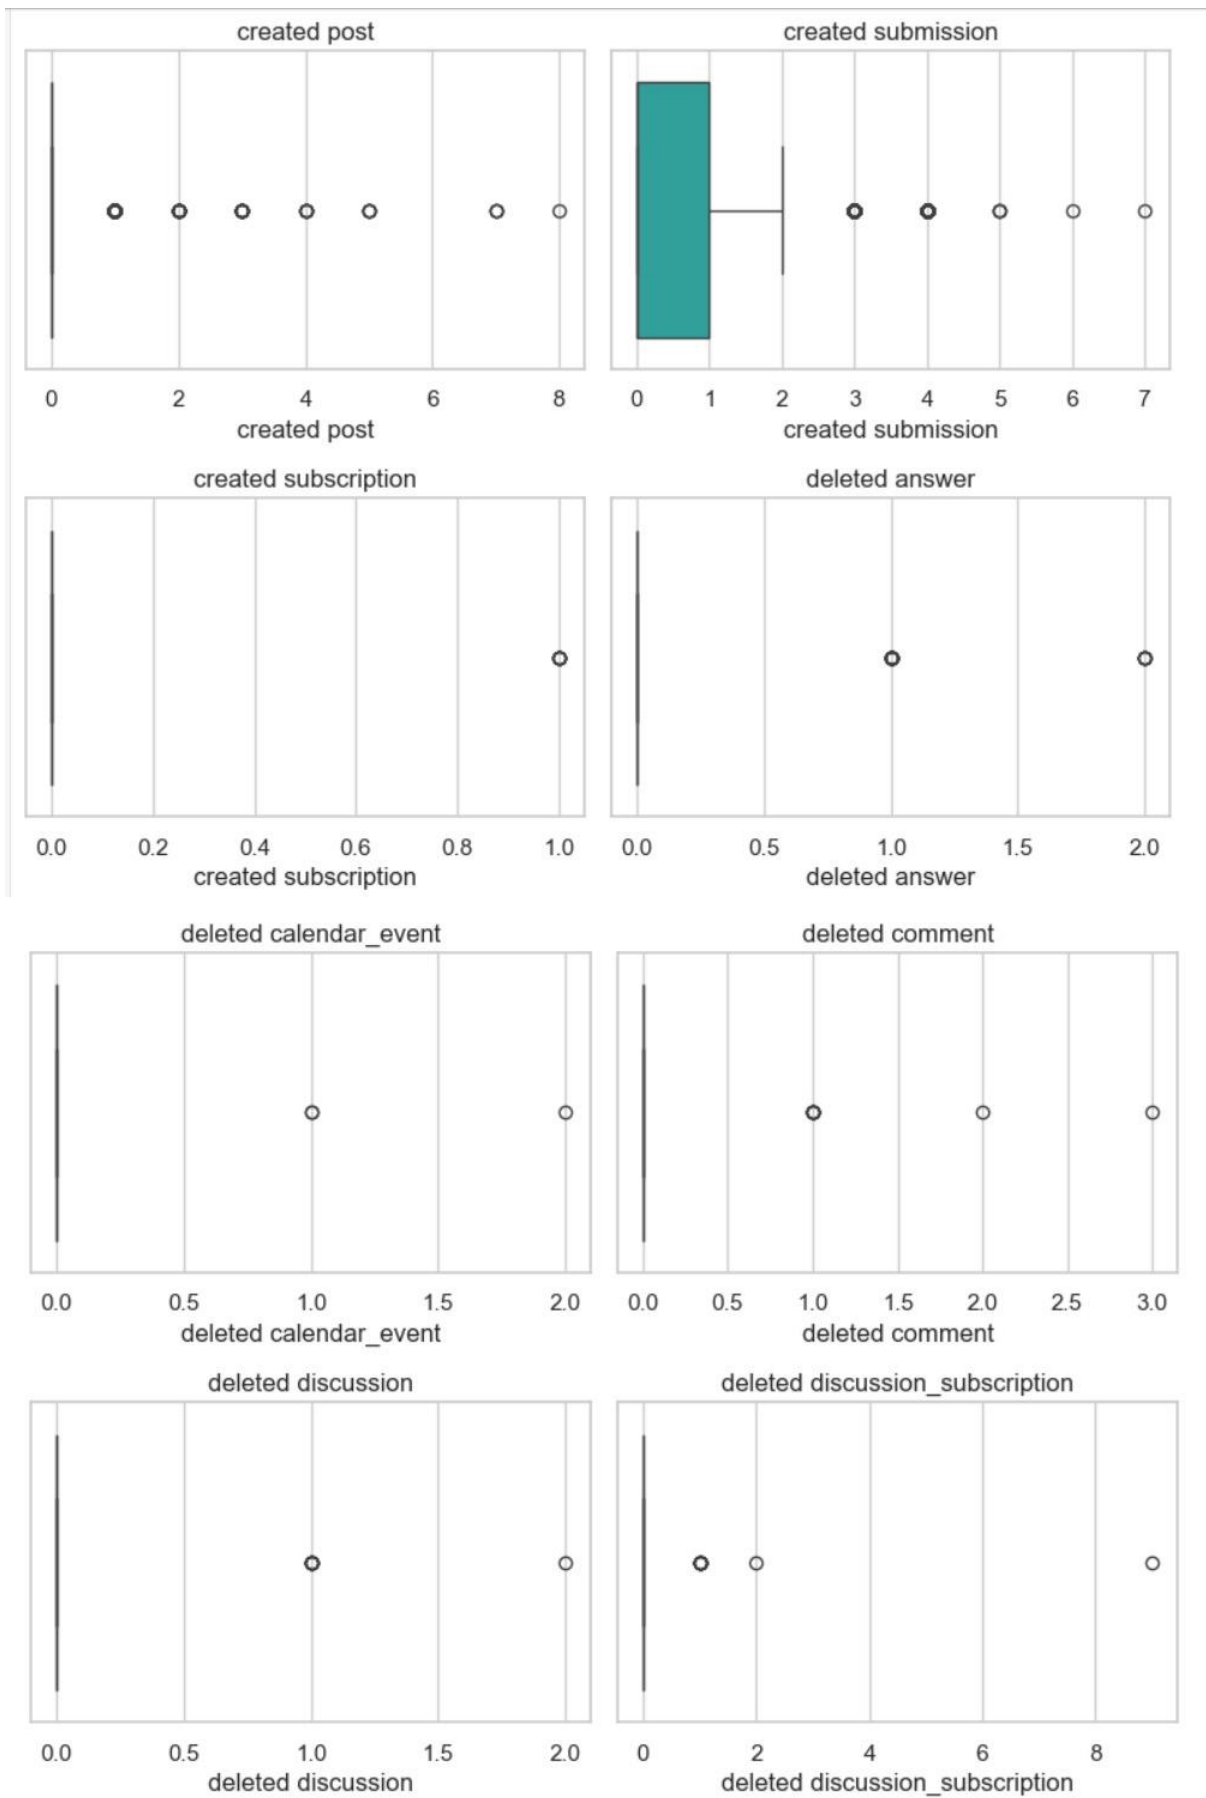 created post
created submission
0 2 4 6 8
0 1 2 3 4 5 6 7
created post
created submission
created subscription
deleted answer
0.0 0.2 0.4 0.6 0.8 1.0
0.0 0.5 1.0 1.5 2.0
created subscription
deleted answer
deleted calendar_event
deleted comment
0.0 0.5 1.0 1.5 2.0
0.0 0.5 1.0 1.5 2.0 2.5 3.0
deleted calendar_event
deleted comment
deleted discussion
deleted discussion_subscription
0.0 0.5 1.0 1.5 2.0
0 2 4 6 8
deleted discussion
deleted discussion_subscription